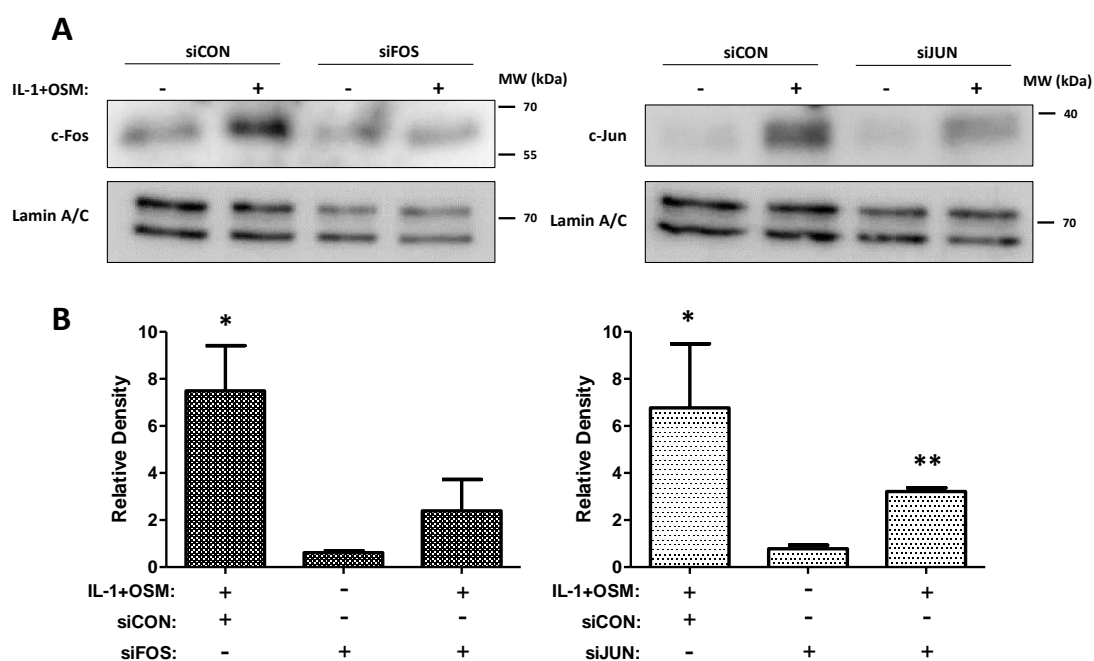 A
siCON siFOS
IL-1+OSM: - + - + MW (kDa)
c-Fos
70
55
Lamin A/C
70
siCON siJUN
- + - + MW (kDa)
c-Jun
40
Lamin A/C
70
B
Relative Density
10
8
6
4
2
0
*
IL-1+OSM: + - +
siCON: + - -
siFOS: - + +
Relative Density
10
8
6
4
2
0
*
**
IL-1+OSM: + - +
siCON: + - -
siJUN: - + +